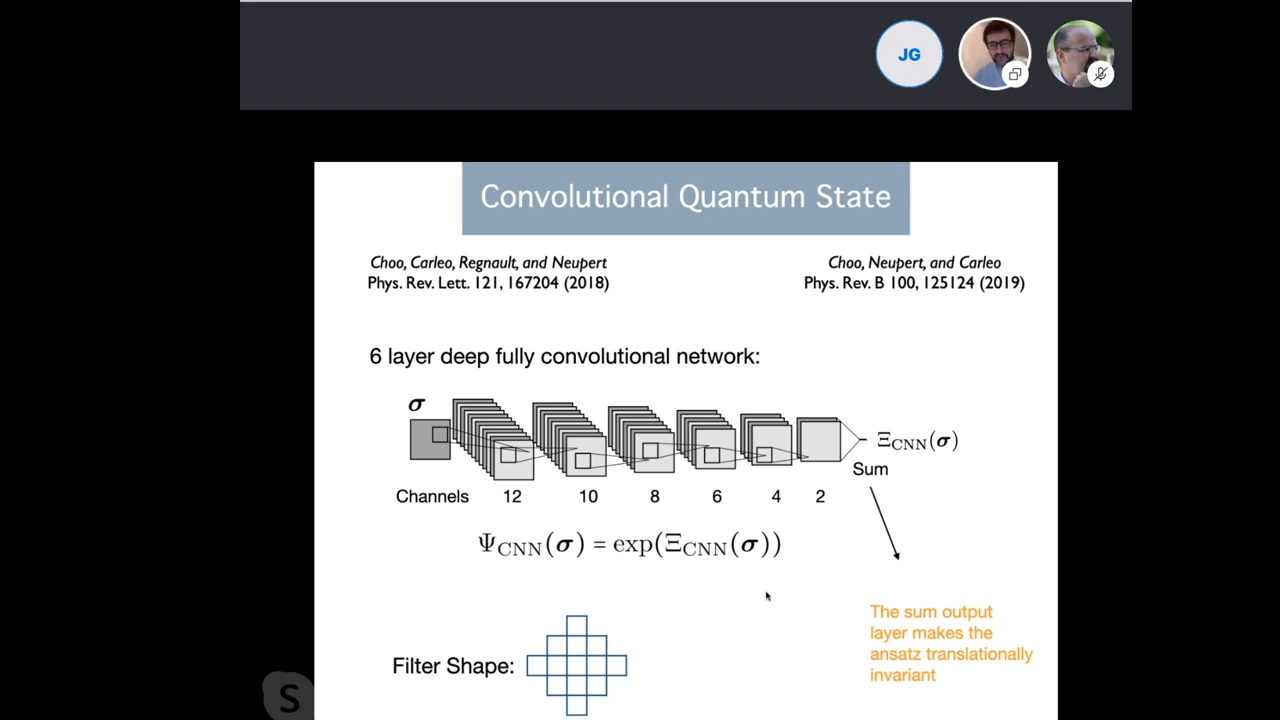 JG
Convolutional Quantum State
Choo, Carleo, Regnault, and Neupert
Phys. Rev. Lett. 121, 167204 (2018)
Choo, Neupert, and Carleo
Phys. Rev. B 100, 125124 (2019)
6 layer deep fully convolutional network:
σ
Ξ_CNN(σ)
Sum
Channels 12 10 8 6 4 2
Ψ_CNN(σ) = exp(Ξ_CNN(σ))
The sum output
layer makes the
ansatz translationally
invariant
Filter Shape:
S